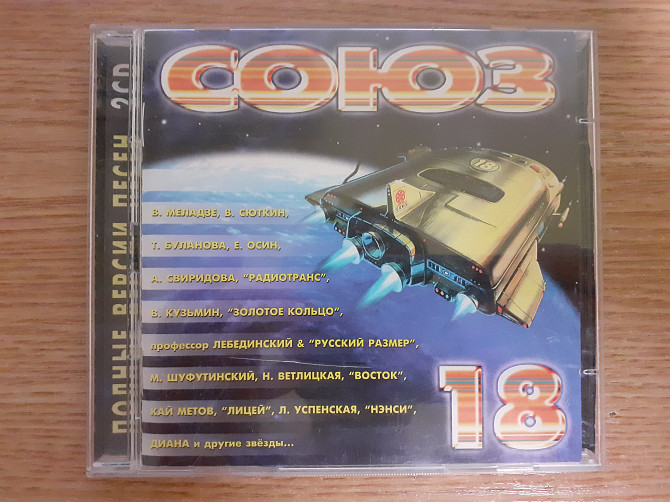 СОЮЗ
ПОЛНЫЕ ВЕРСИИ ПЕСЕН 2CD
18
В. МЕЛАДЗЕ, В. СЮТКИН,
Т. БУЛАНОВА, Е. ОСИН,
А. СВИРИДОВА, "РАДИОТРАНС",
В. КУЗЬМИН, "ЗОЛОТОЕ КОЛЬЦО",
профессор ЛЕБЕДИНСКИЙ & "РУССКИЙ РАЗМЕР",
М. ШУФУТИНСКИЙ, Н. ВЕТЛИЦКАЯ, "ВОСТОК",
КАЙ МЕТОВ, "ЛИЦЕЙ", Л. УСПЕНСКАЯ, "НЭНСИ",
ДИАНА и другие звёзды...
18